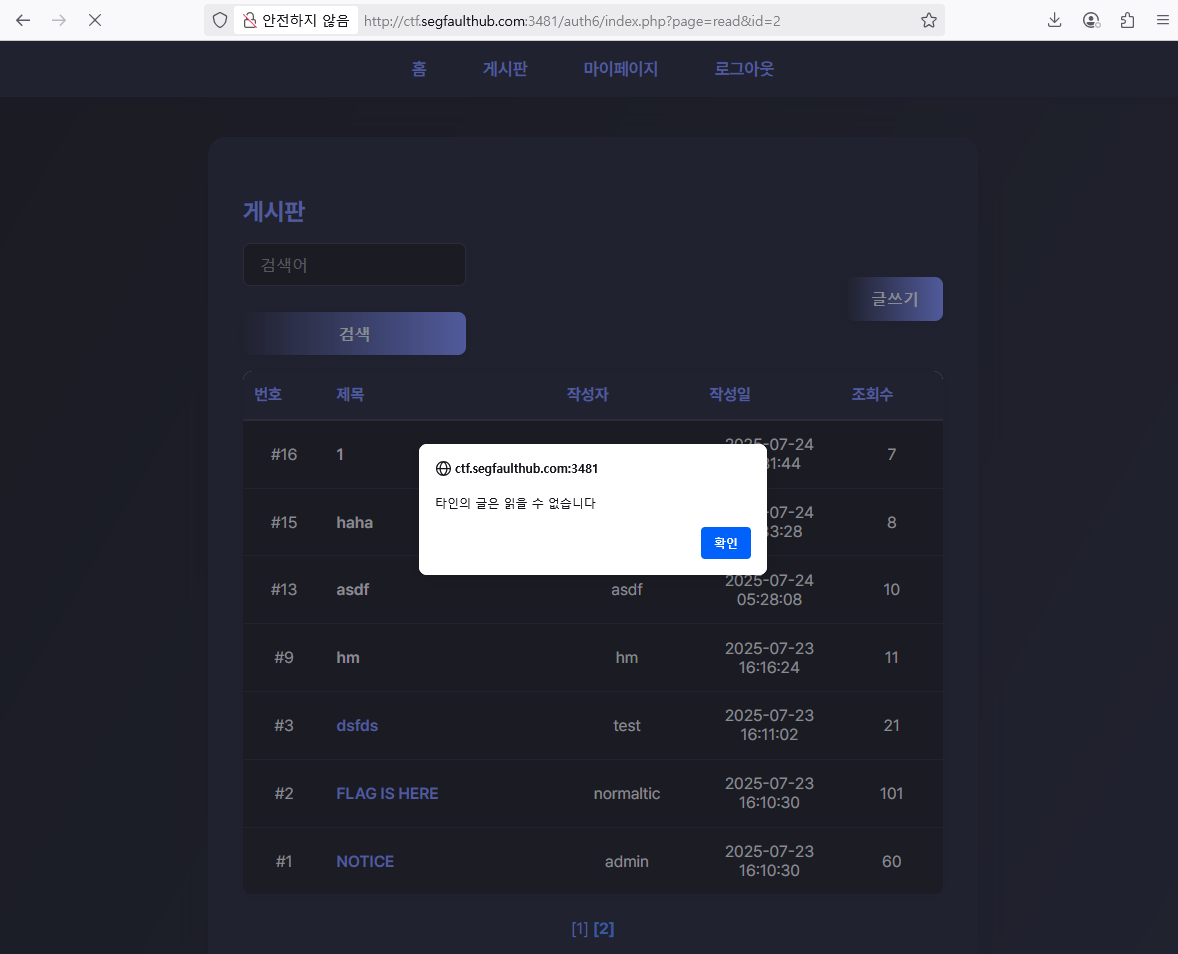 안전하지 않음 http://ctf.segfaulthub.com:3481/auth6/index.php?page=read&id=2
홈 게시판 마이페이지 로그아웃
게시판
검색어
글쓰기
검색
번호 제목 작성자 작성일 조회수
#16 1 2025-07-24 7
31:44
#15 haha -07-24 8
33:28
#13 asdf asdf 2025-07-24 10
05:28:08
#9 hm hm 2025-07-23 11
16:16:24
#3 dsfds test 2025-07-23 21
16:11:02
#2 FLAG IS HERE normaltic 2025-07-23 101
16:10:30
#1 NOTICE admin 2025-07-23 60
16:10:30
[1] [2]
ctf.segfaulthub.com:3481
타인의 글은 읽을 수 없습니다
확인